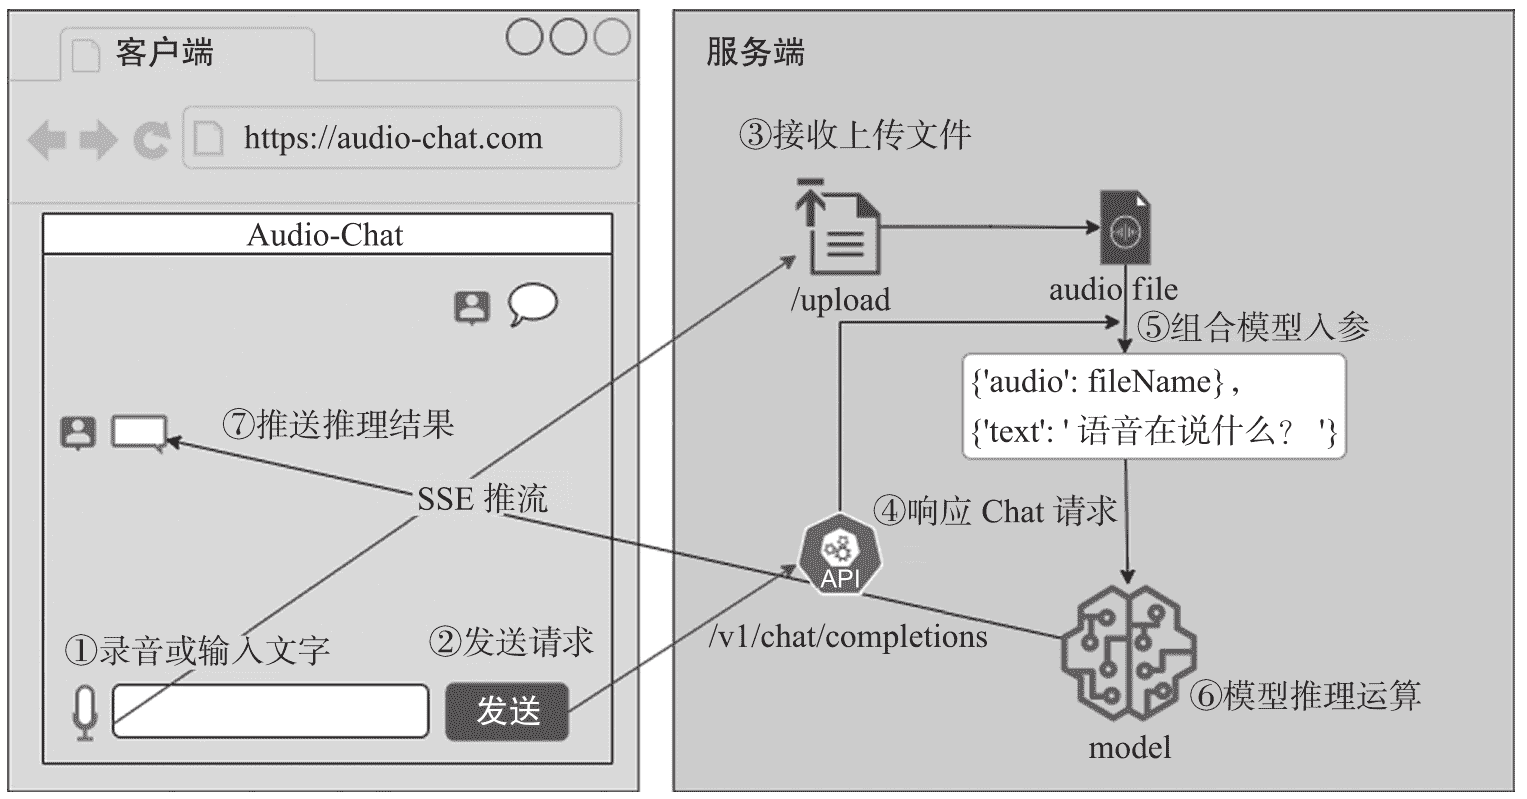 客户端
https://audio-chat.com
Audio-Chat
⑦推送推理结果
SSE 推流
①录音或输入文字
②发送请求
发送
服务端
③接收上传文件
/upload
audio file
⑤组合模型入参
{'audio': fileName},
{'text': ' 语音在说什么? '}
④响应 Chat 请求
API
/v1/chat/completions
⑥模型推理运算
model